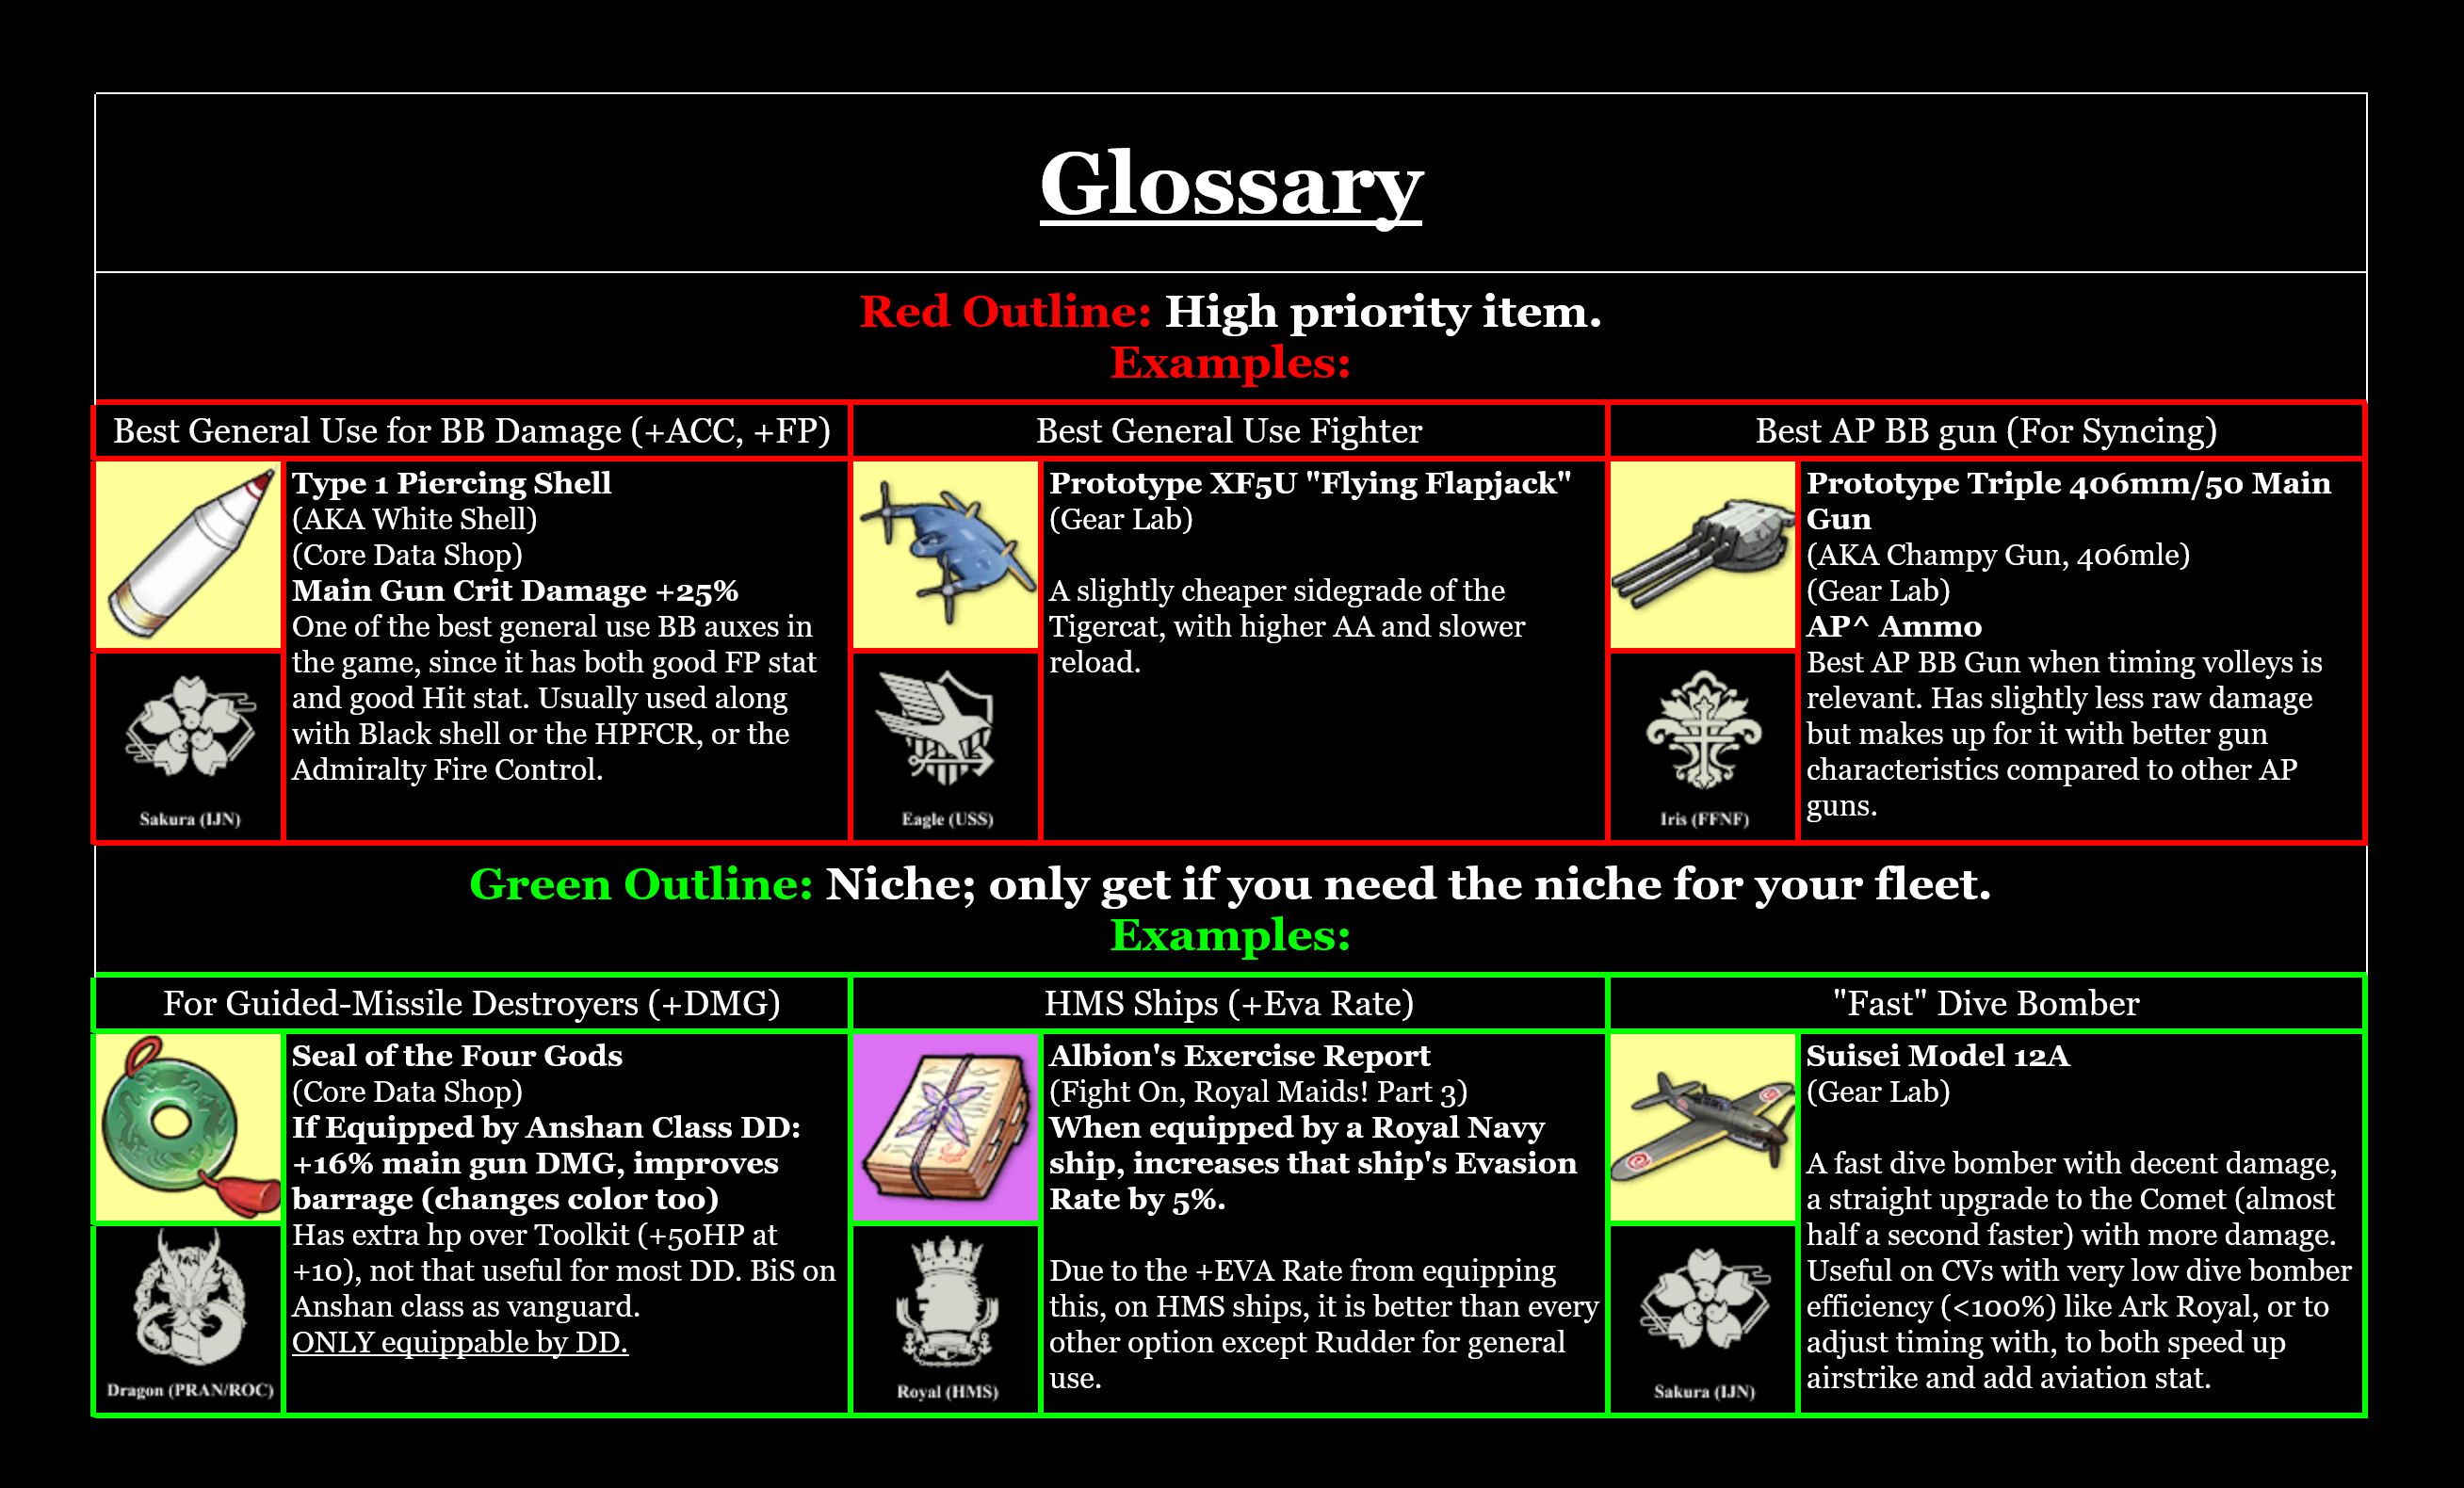 Glossary
Red Outline: High priority item.
Examples:
Best General Use for BB Damage (+ACC, +FP)
Type 1 Piercing Shell
(AKA White Shell)
(Core Data Shop)
Main Gun Crit Damage +25%
One of the best general use BB auxes in
the game, since it has both good FP stat
and good Hit stat. Usually used along
with Black shell or the HPFCR, or the
Admiralty Fire Control.
Sakura (IJN)
Best General Use Fighter
Prototype XF5U "Flying Flapjack"
(Gear Lab)
A slightly cheaper sidegrade of the
Tigercat, with higher AA and slower
reload.
Eagle (USS)
Best AP BB gun (For Syncing)
Prototype Triple 406mm/50 Main
Gun
(AKA Champy Gun, 406mle)
(Gear Lab)
AP^ Ammo
Best AP BB Gun when timing volleys is
relevant. Has slightly less raw damage
but makes up for it with better gun
characteristics compared to other AP
guns.
Iris (FFNF)
Green Outline: Niche; only get if you need the niche for your fleet.
Examples:
For Guided-Missile Destroyers (+DMG)
Seal of the Four Gods
(Core Data Shop)
If Equipped by Anshan Class DD:
+16% main gun DMG, improves
barrage (changes color too)
Has extra hp over Toolkit (+50HP at
+10), not that useful for most DD. BiS on
Anshan class as vanguard.
ONLY equippable by DD.
Dragon (PRAN/ROC)
HMS Ships (+Eva Rate)
Albion's Exercise Report
(Fight On, Royal Maids! Part 3)
When equipped by a Royal Navy
ship, increases that ship's Evasion
Rate by 5%.
Due to the +EVA Rate from equipping
this, on HMS ships, it is better than every
other option except Rudder for general
use.
Royal (HMS)
"Fast" Dive Bomber
Suisei Model 12A
(Gear Lab)
A fast dive bomber with decent damage,
a straight upgrade to the Comet (almost
half a second faster) with more damage.
Useful on CVs with very low dive bomber
efficiency (<100%) like Ark Royal, or to
adjust timing with, to both speed up
airstrike and add aviation stat.
Sakura (IJN)